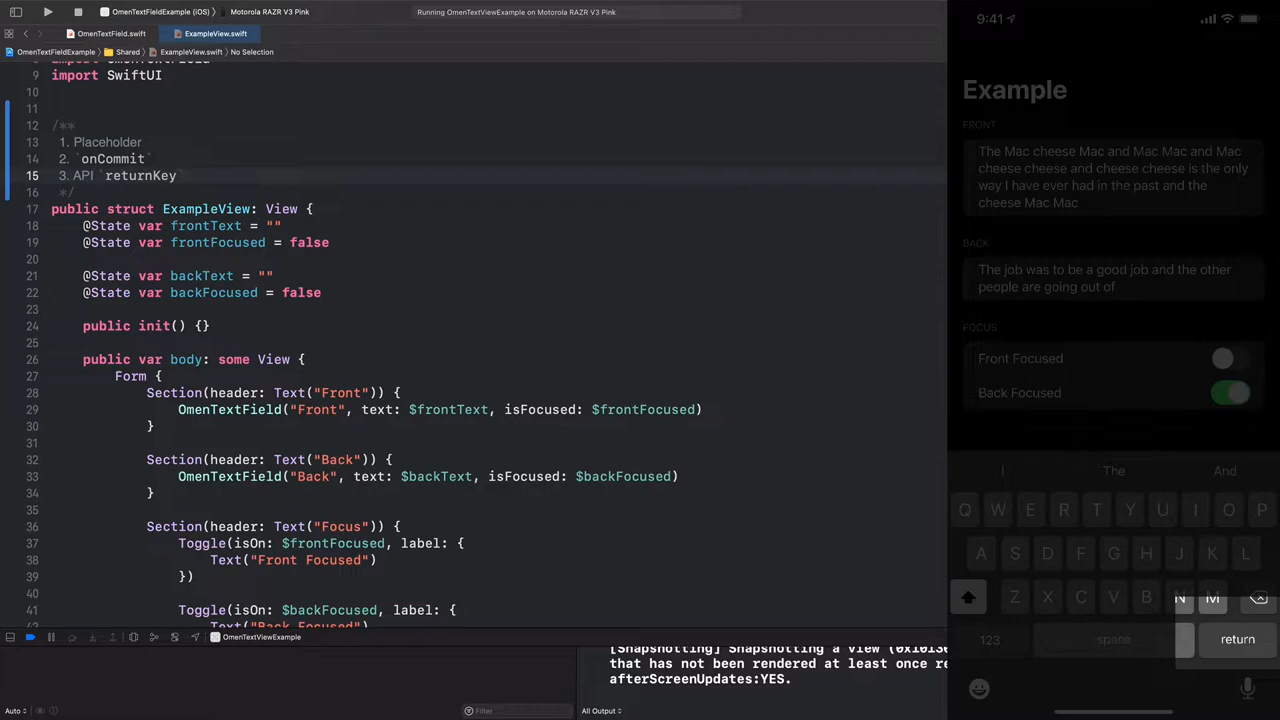 OmenTextFieldExample (iOS)
Motorola RAZR V3 Pink
Running OmenTextViewExample on Motorola RAZR V3 Pink
OmenTextField.swift
ExampleView.swift
OmenTextFieldExample
Shared
ExampleView.swift
No Selection
9 import SwiftUI
10
11
12 /**
13 1. Placeholder
14 2. `onCommit`
15 3. API `returnKey`
16 */
17 public struct ExampleView: View {
18 @State var frontText = ""
19 @State var frontFocused = false
20
21 @State var backText = ""
22 @State var backFocused = false
23
24 public init() {}
25
26 public var body: some View {
27 Form {
28 Section(header: Text("Front")) {
29 OmenTextField("Front", text: $frontText, isFocused: $frontFocused)
30 }
31
32 Section(header: Text("Back")) {
33 OmenTextField("Back", text: $backText, isFocused: $backFocused)
34 }
35
36 Section(header: Text("Focus")) {
37 Toggle(isOn: $frontFocused, label: {
38 Text("Front Focused")
39 })
40
41 Toggle(isOn: $backFocused, label: {
Text("Back Focused")
OmenTextViewExample
[Snapshotting] Snapshotting a view (0x1013
that has not been rendered at least once re
afterScreenUpdates:YES.
Auto
Filter
All Output
9:41
Example
FRONT
The Mac cheese Mac and Mac Mac and Mac
cheese cheese and cheese cheese is the only
way I have ever had in the past and the
cheese Mac Mac
BACK
The job was to be a good job and the other
people are going out of
FOCUS
Front Focused
Back Focused
I The And
Q W E R T Y U I O P
A S D F G H J K L
Z X C V B N M
123 space return